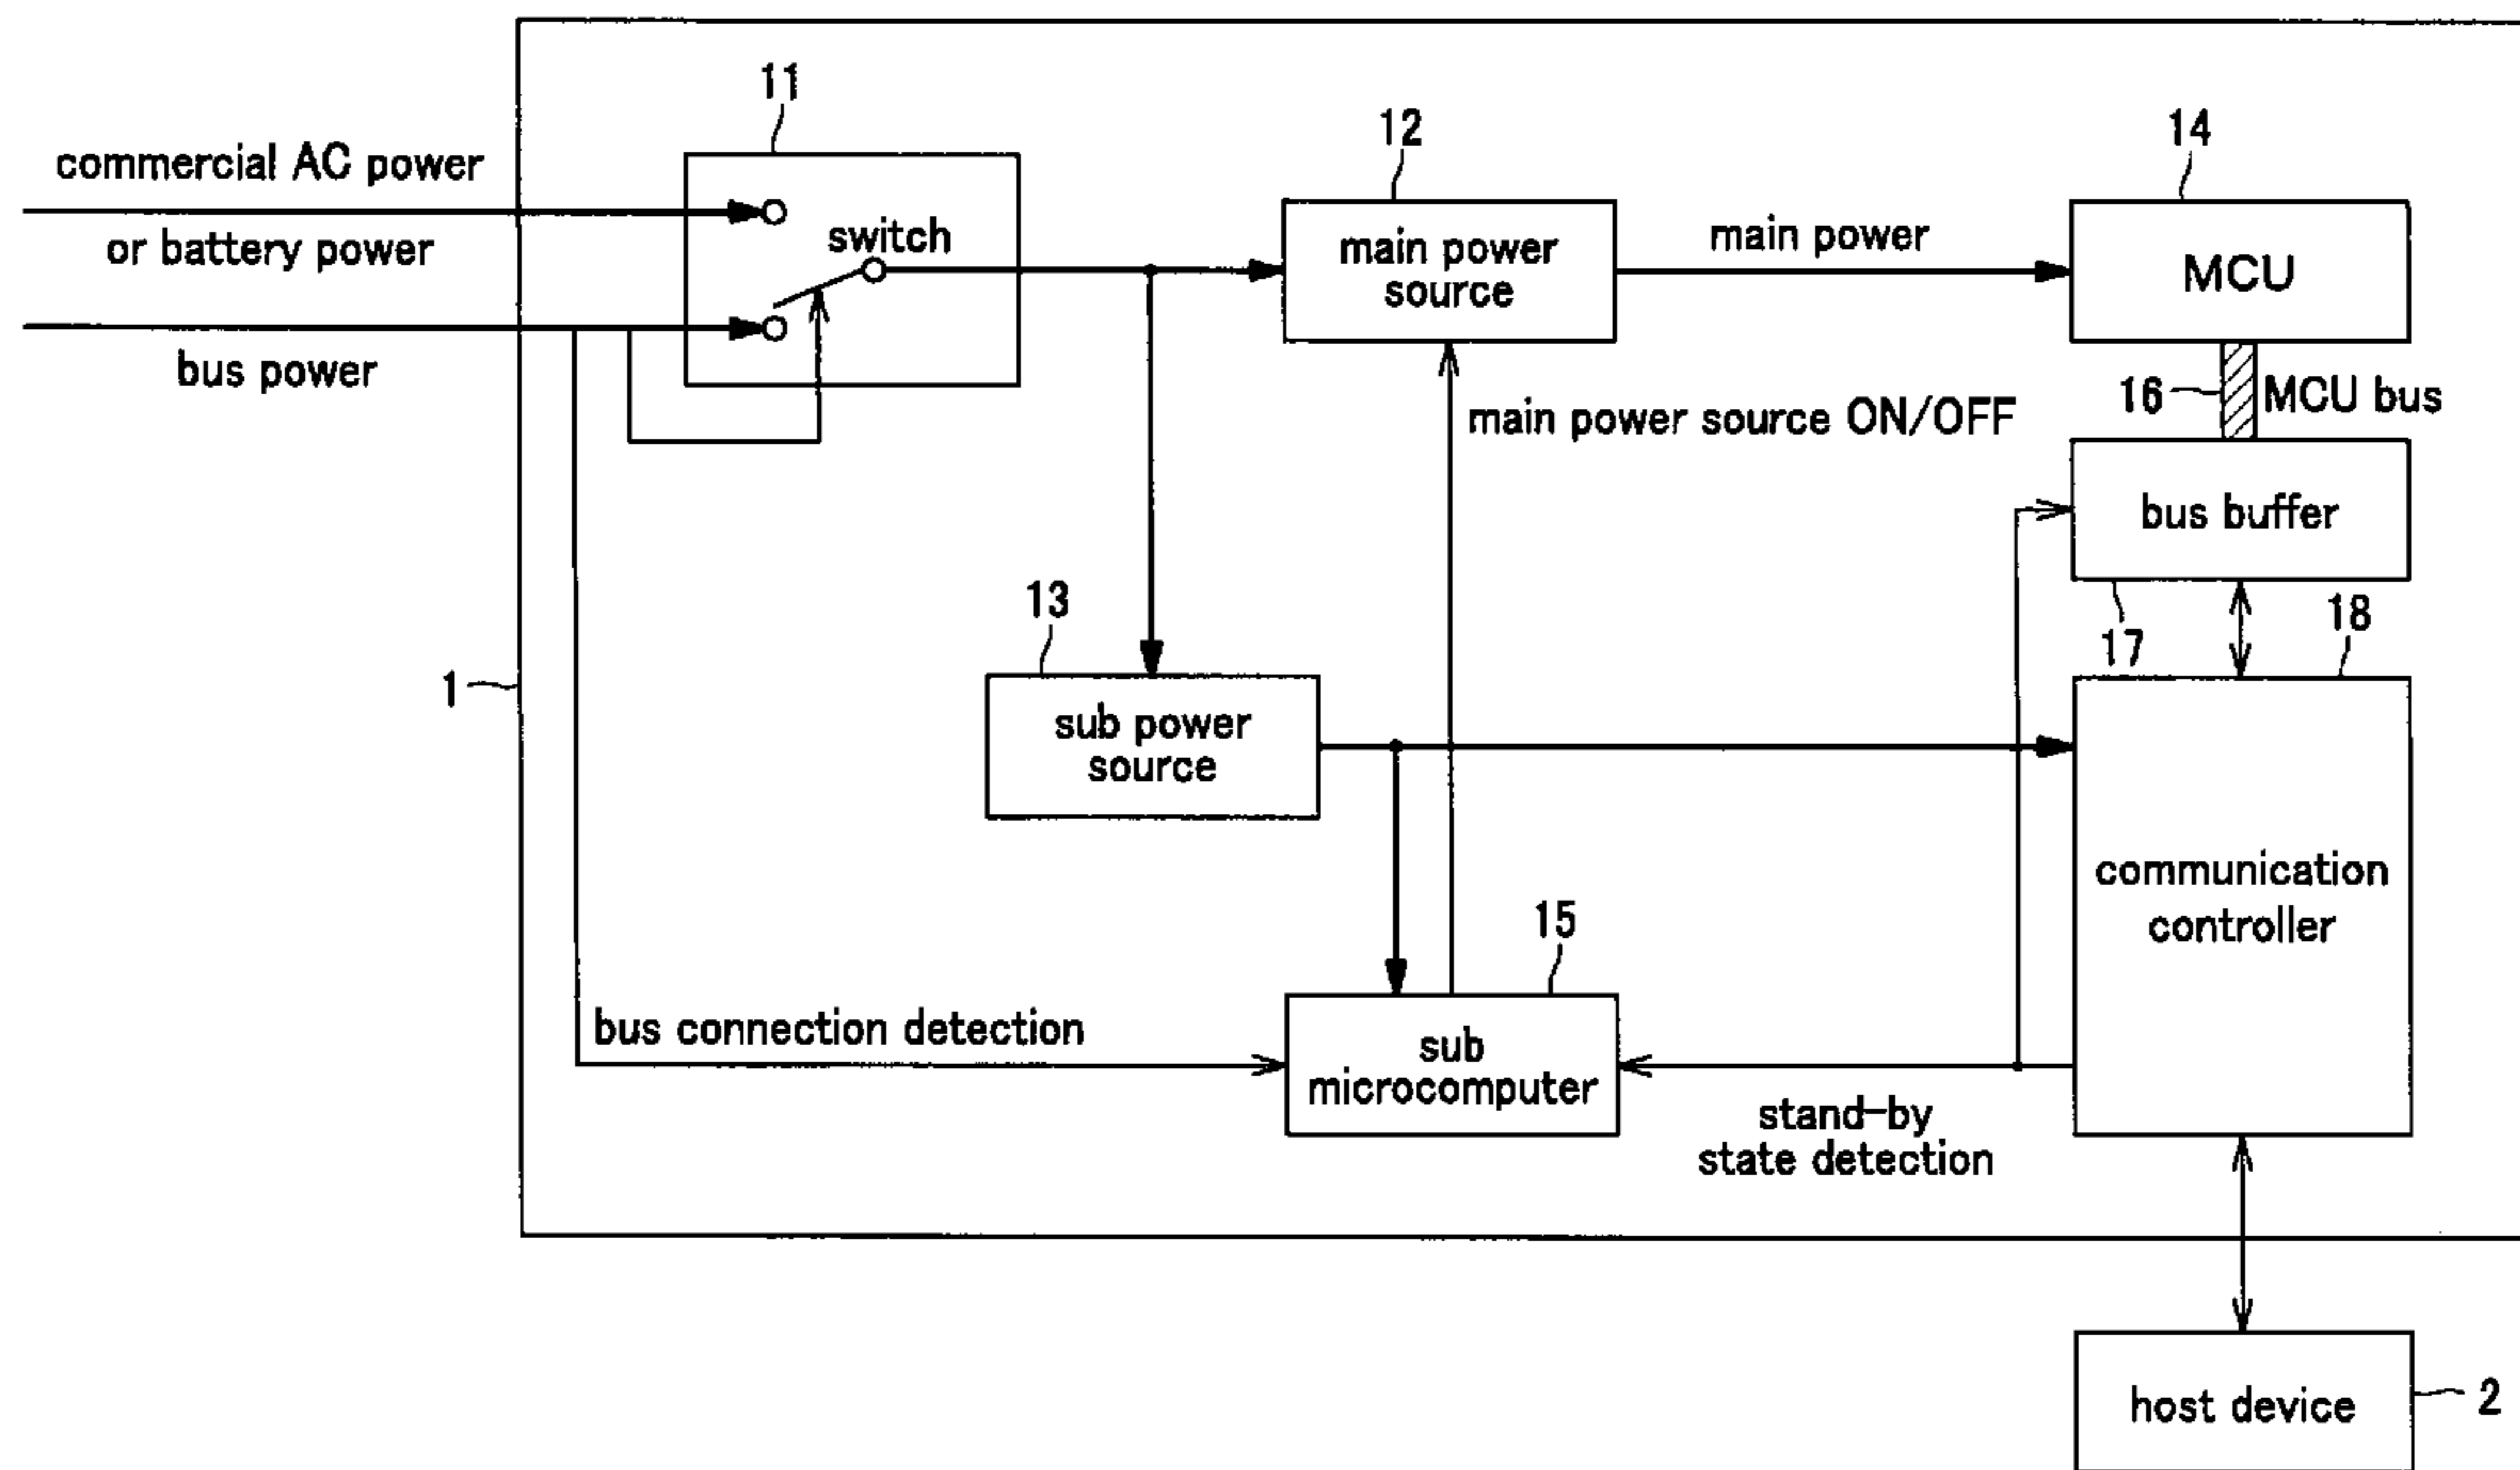 11
12
14
commercial AC power
or battery power
switch
main power
source
main power
MCU
bus power
16
MCU bus
main power source ON/OFF
bus buffer
13
17
18
1
sub power
source
communication
controller
15
bus connection detection
sub
microcomputer
stand-by
state detection
host device
2